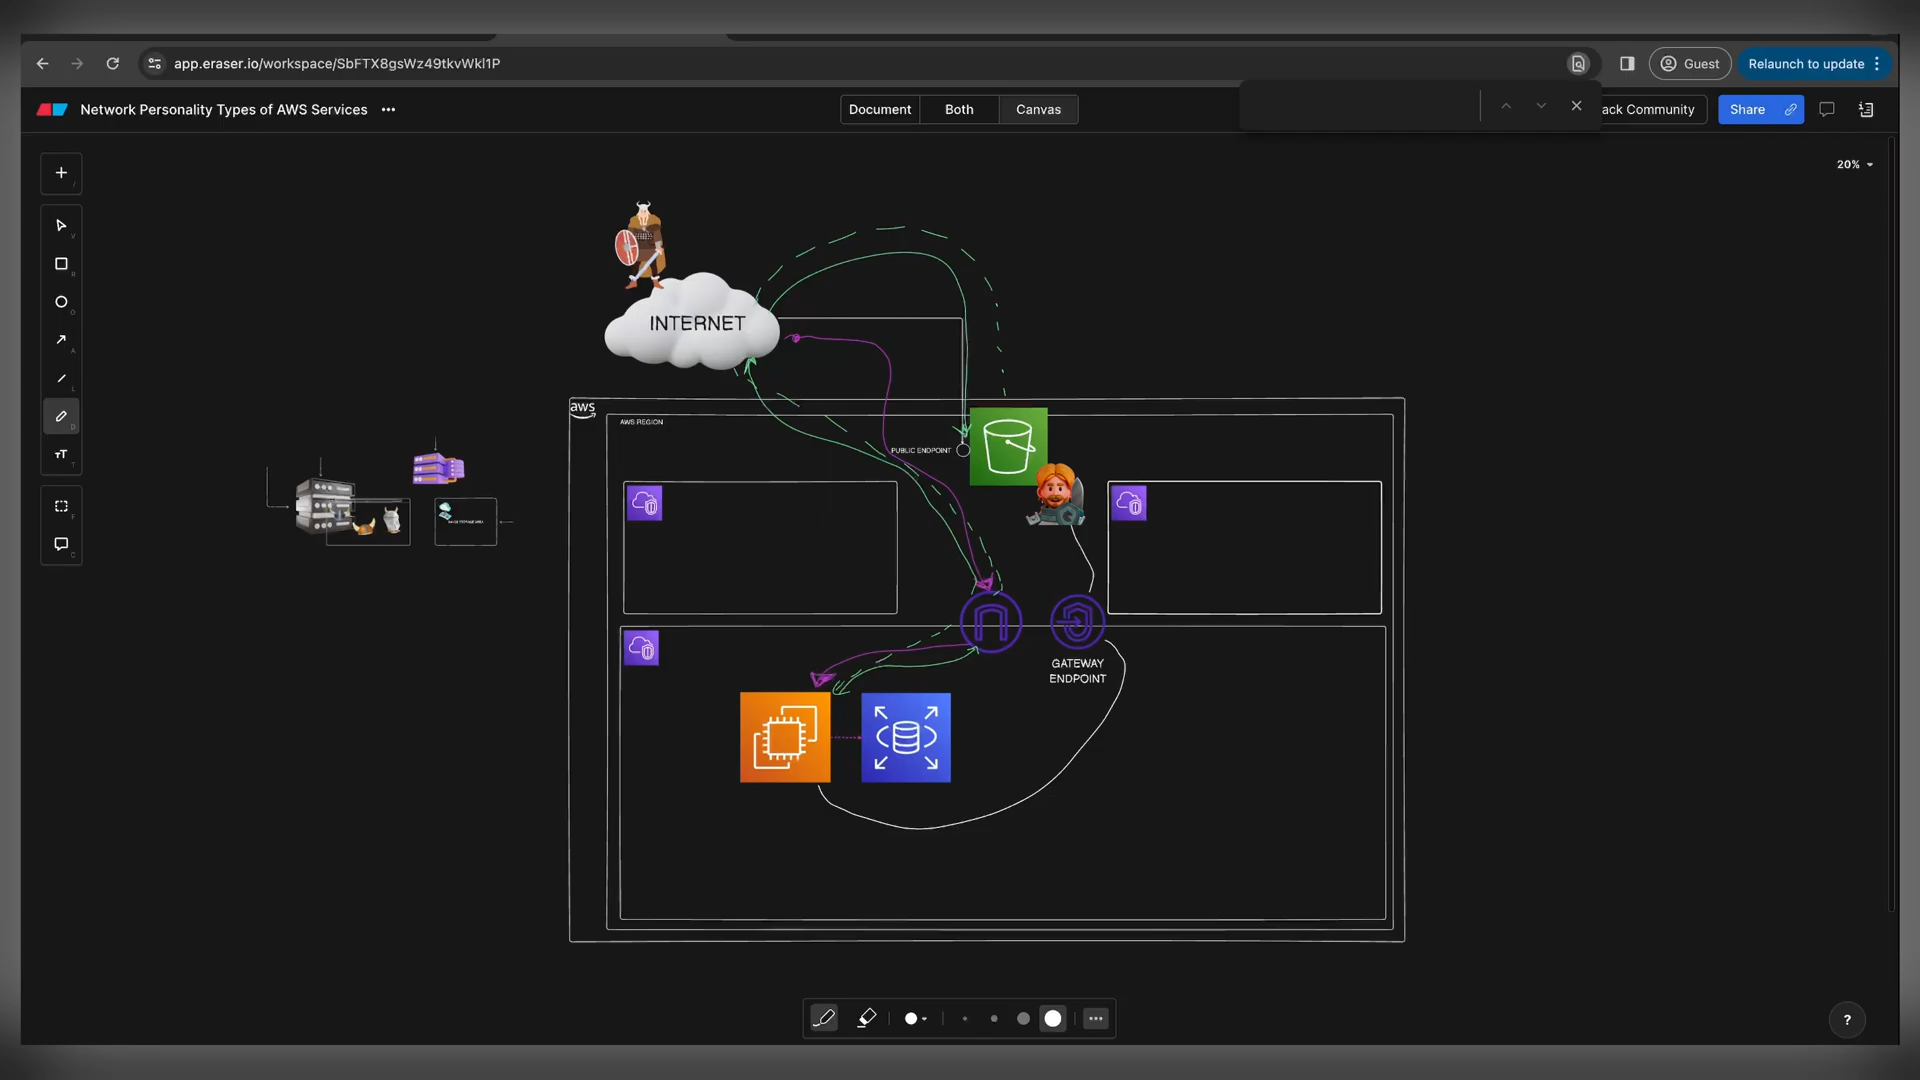 app.eraser.io/workspace/SbFTX8gsWz49tkvWkl1P
Guest
Relaunch to update
Network Personality Types of AWS Services
Document
Both
Canvas
ack Community
Share
20%
INTERNET
aws
AWS REGION
PUBLIC ENDPOINT
GATEWAY
ENDPOINT
V
R
O
A
L
D
T
F
C
?